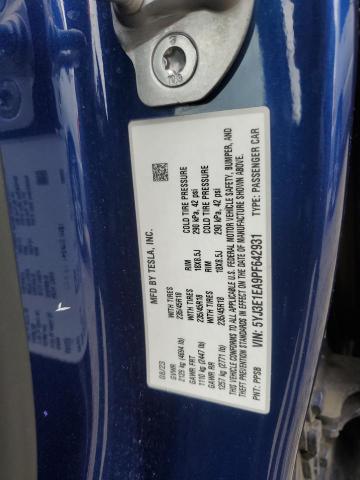 MFD BY TESLA, INC.
08/23
GVWR
2125 kg (4684 lb)
GAWR FRT
WITH TIRES
RIM
COLD TIRE PRESSURE
1110 kg (2447 lb)
235/45R18
18X8.5J
290 kPa, 42 psi
GAWR RR
WITH TIRES
RIM
COLD TIRE PRESSURE
1257 kg (2771 lb)
235/45R18
18X8.5J
290 kPa, 42 psi
THIS VEHICLE CONFORMS TO ALL APPLICABLE U.S. FEDERAL MOTOR VEHICLE SAFETY, BUMPER, AND
THEFT PREVENTION STANDARDS IN EFFECT ON THE DATE OF MANUFACTURE SHOWN ABOVE.
VIN: 5YJ3E1EA9PF642931
TYPE: PASSENGER CAR
PNT: PPSB